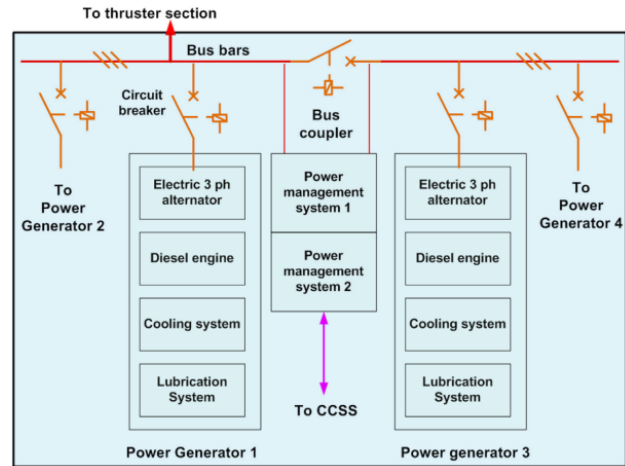 To thruster section
Bus bars
Circuit
breaker
Bus
coupler
To
Power
Generator 2
Electric 3 ph
alternator
Diesel engine
Cooling system
Lubrication
System
Power Generator 1
Power
management
system 1
Power
management
system 2
To CCSS
Electric 3 ph
alternator
Diesel engine
Cooling system
Lubrication
System
Power generator 3
To
Power
Generator 4